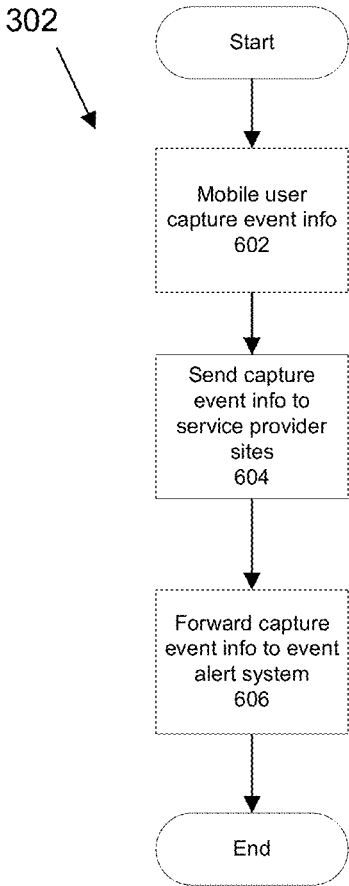 302
Start
Mobile user
capture event info
602
Send capture
event info to
service provider
sites
604
Forward capture
event info to event
alert system
606
End